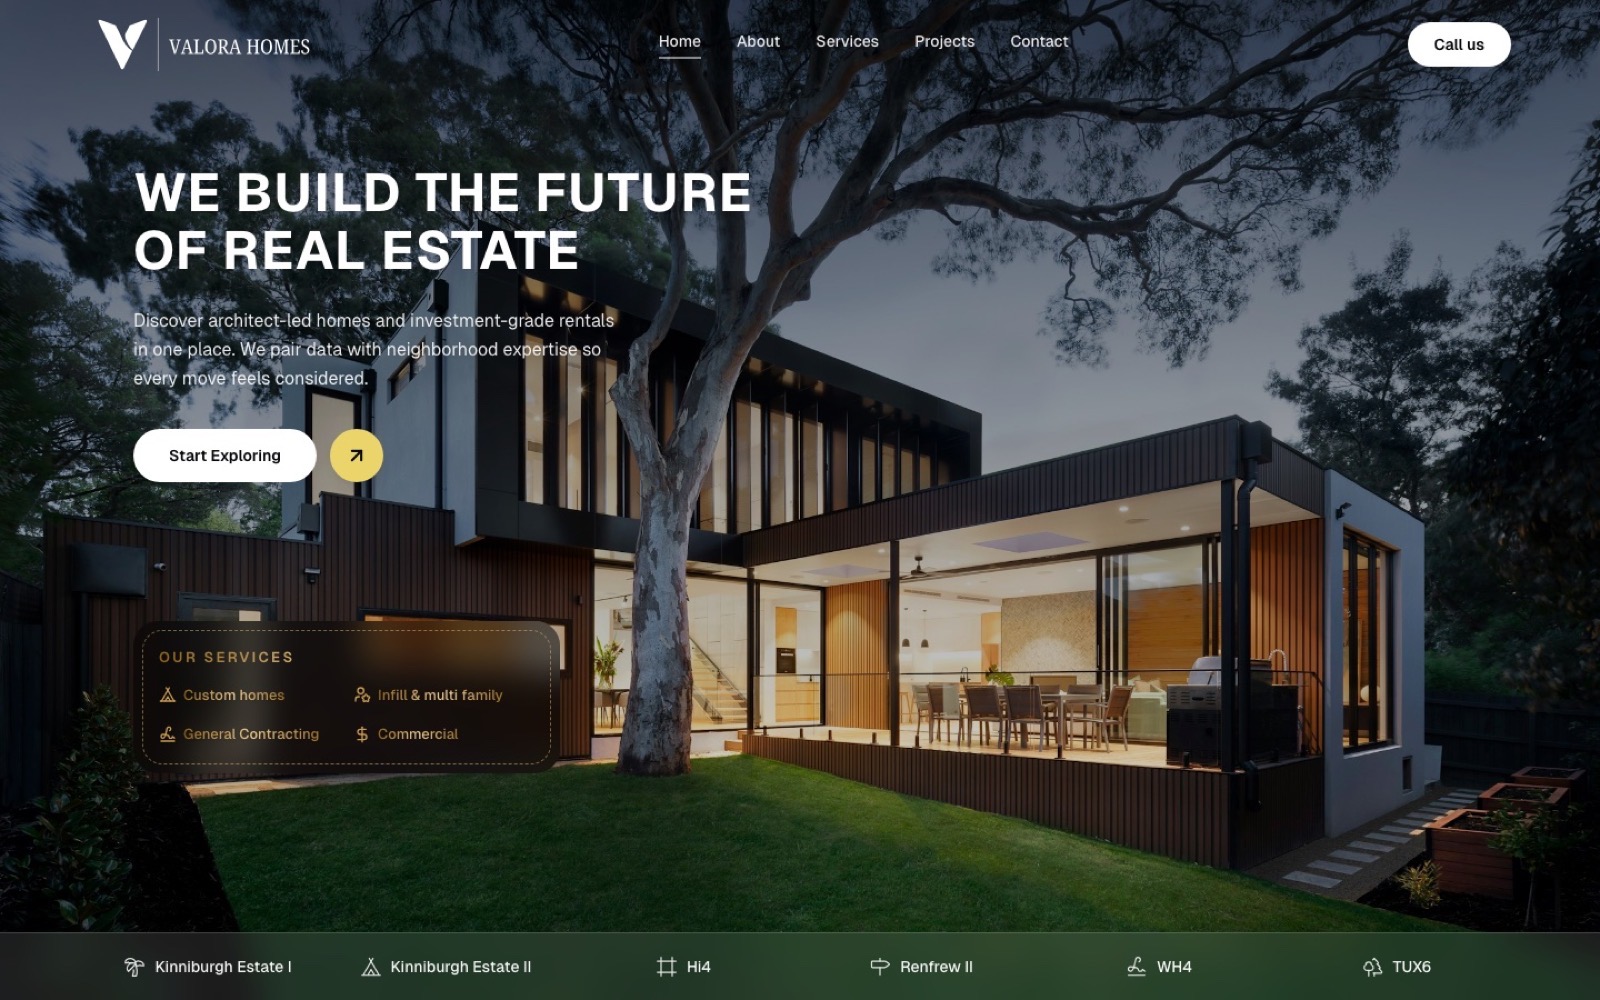 VALORA HOMES
Home
About
Services
Projects
Contact
Call us
WE BUILD THE FUTURE
OF REAL ESTATE
Discover architect-led homes and investment-grade rentals
in one place. We pair data with neighborhood expertise so
every move feels considered.
Start Exploring
OUR SERVICES
Custom homes
Infill & multi family
General Contracting
Commercial
Kinniburgh Estate I
Kinniburgh Estate II
Hi4
Renfrew II
WH4
TUX6